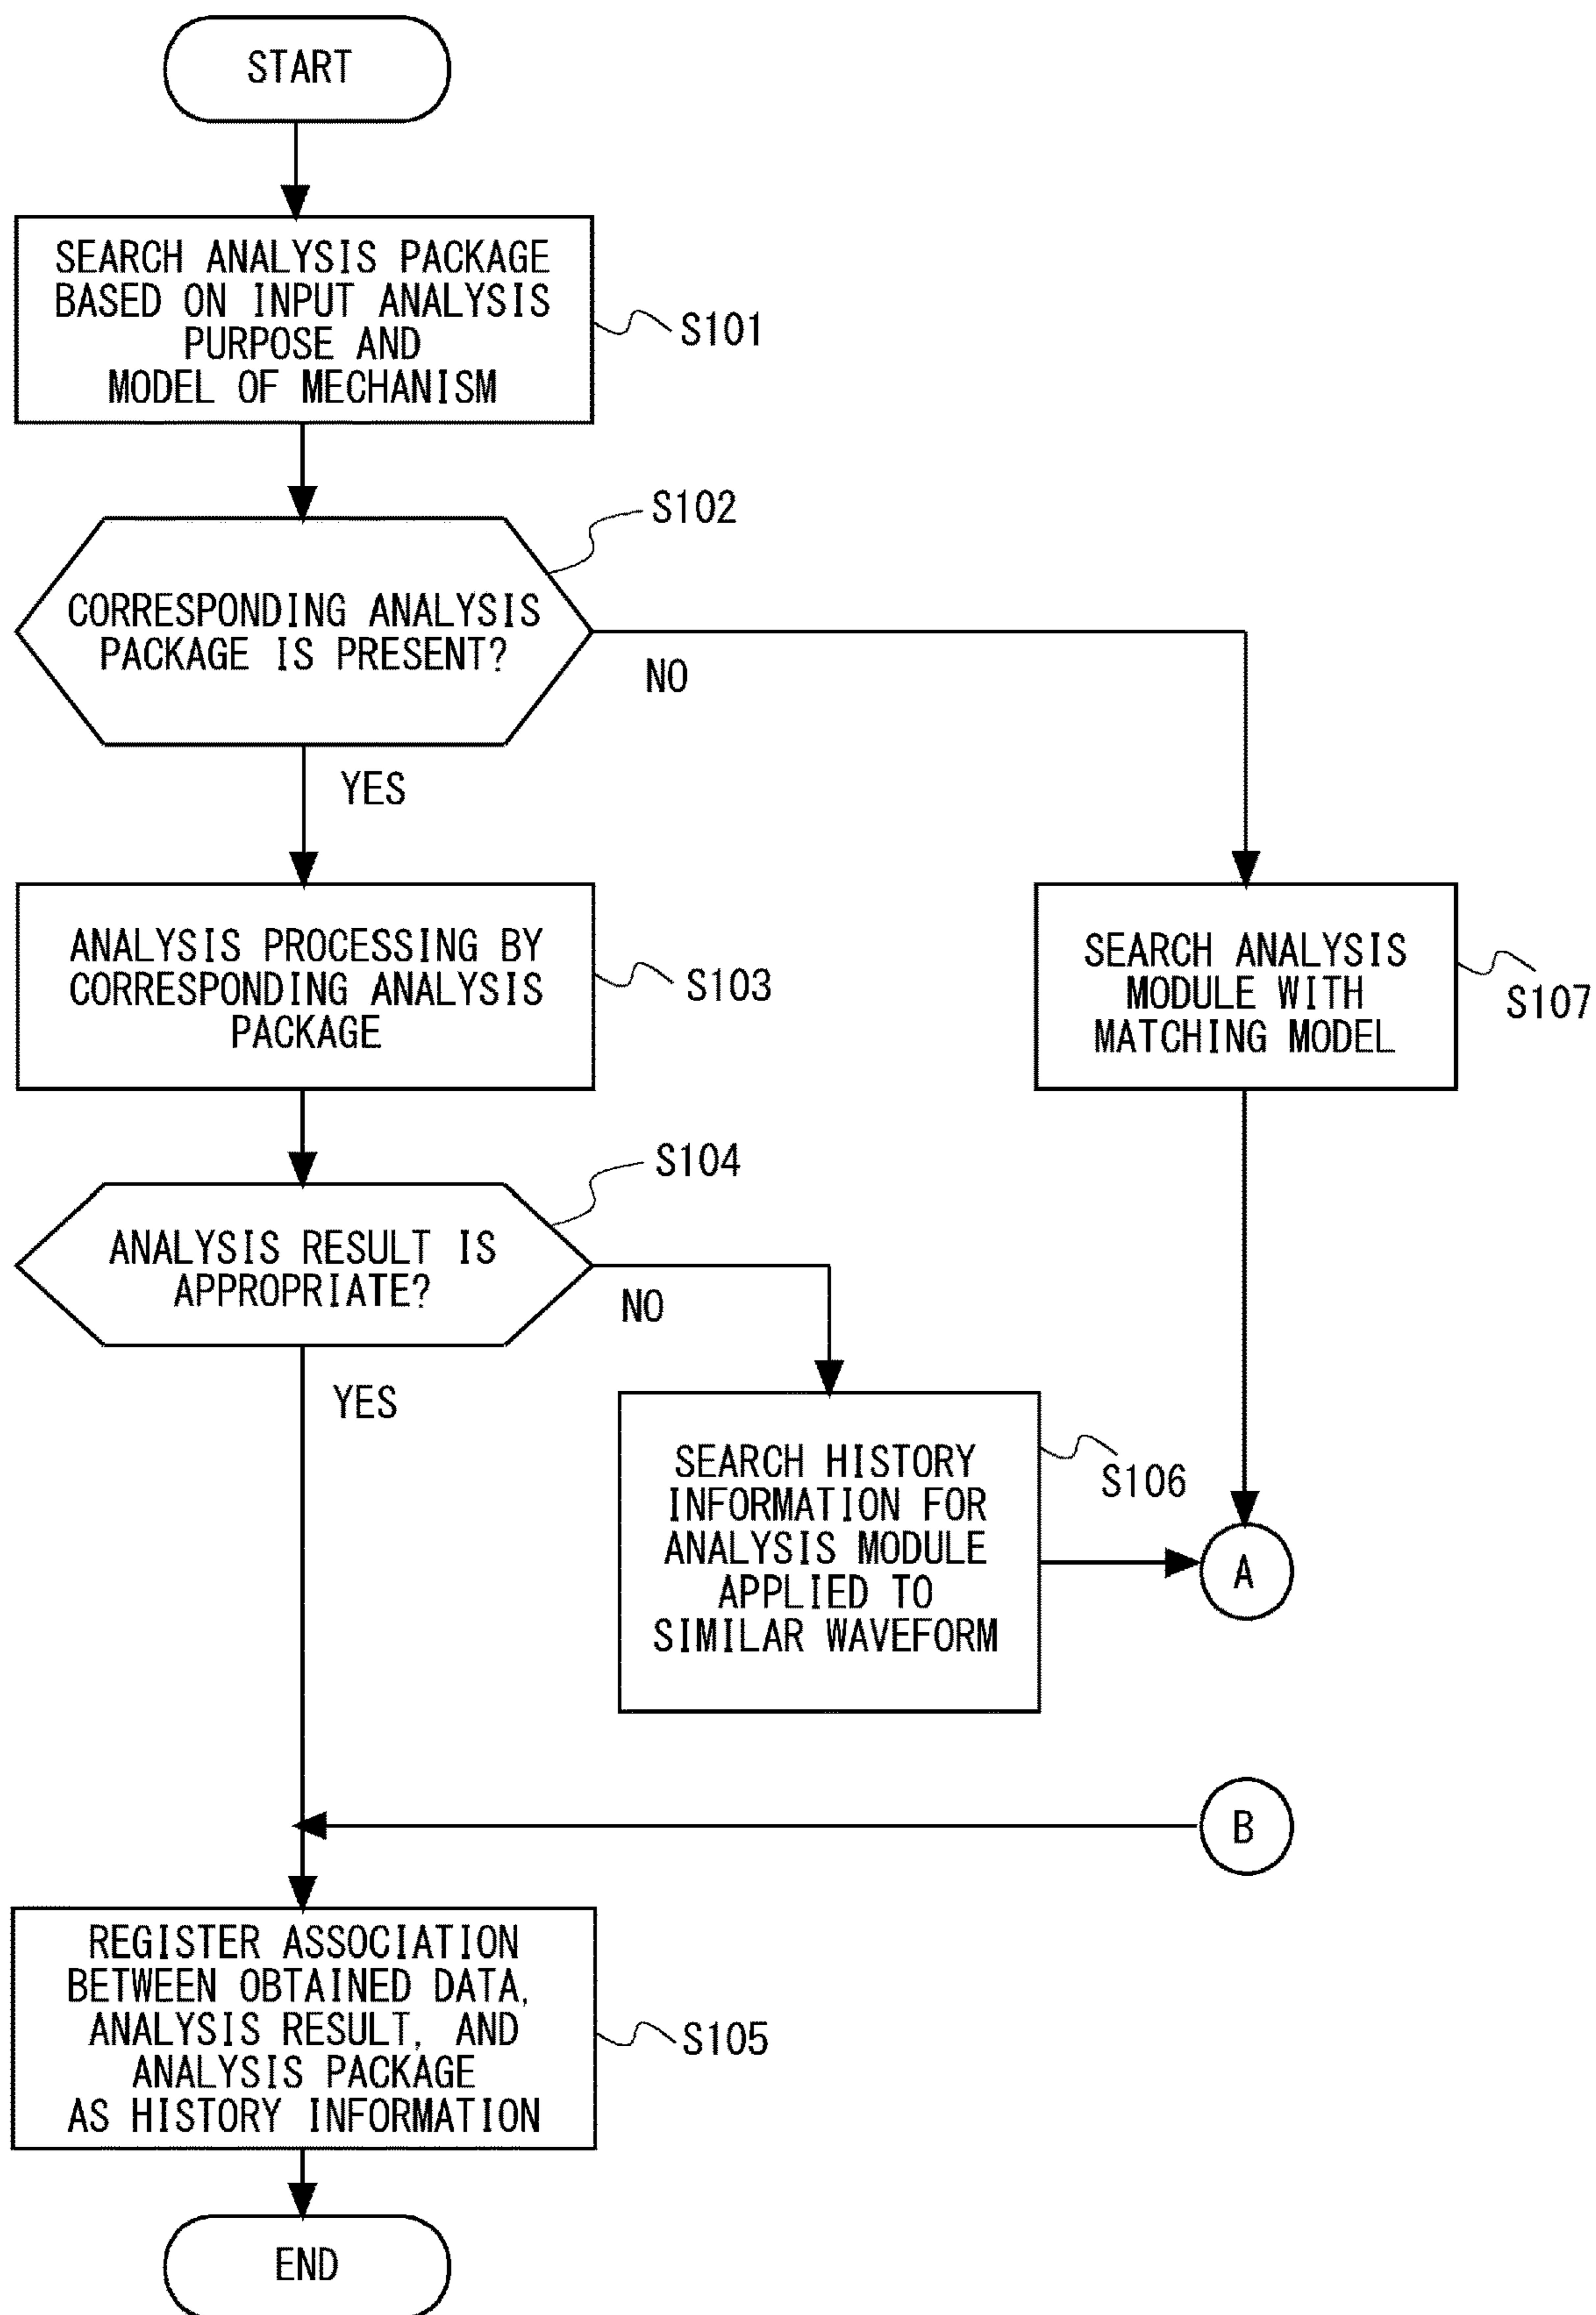 START
SEARCH ANALYSIS PACKAGE
BASED ON INPUT ANALYSIS
PURPOSE AND
MODEL OF MECHANISM
S101
S102
CORRESPONDING ANALYSIS
PACKAGE IS PRESENT?
NO
YES
ANALYSIS PROCESSING BY
CORRESPONDING ANALYSIS
PACKAGE
S103
SEARCH ANALYSIS
MODULE WITH
MATCHING MODEL
S107
S104
ANALYSIS RESULT IS
APPROPRIATE?
NO
YES
SEARCH HISTORY
INFORMATION FOR
ANALYSIS MODULE
APPLIED TO
SIMILAR WAVEFORM
S106
A
B
REGISTER ASSOCIATION
BETWEEN OBTAINED DATA,
ANALYSIS RESULT, AND
ANALYSIS PACKAGE
AS HISTORY INFORMATION
S105
END